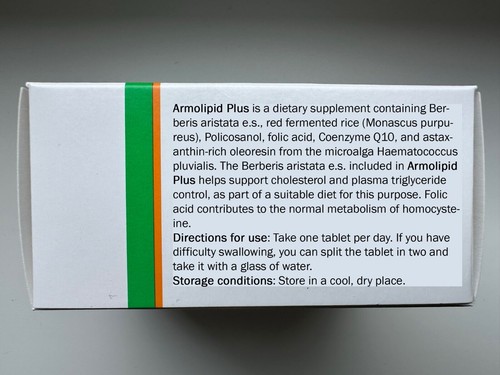 Armolipid Plus is a dietary supplement containing Ber-
beris aristata e.s., red fermented rice (Monascus purpu-
reus), Policosanol, folic acid, Coenzyme Q10, and astax-
anthin-rich oleoresin from the microalga Haematococcus
pluvialis. The Berberis aristata e.s. included in Armolipid
Plus helps support cholesterol and plasma triglyceride
control, as part of a suitable diet for this purpose. Folic
acid contributes to the normal metabolism of homocyste-
ine.
Directions for use: Take one tablet per day. If you have
difficulty swallowing, you can split the tablet in two and
take it with a glass of water.
Storage conditions: Store in a cool, dry place.